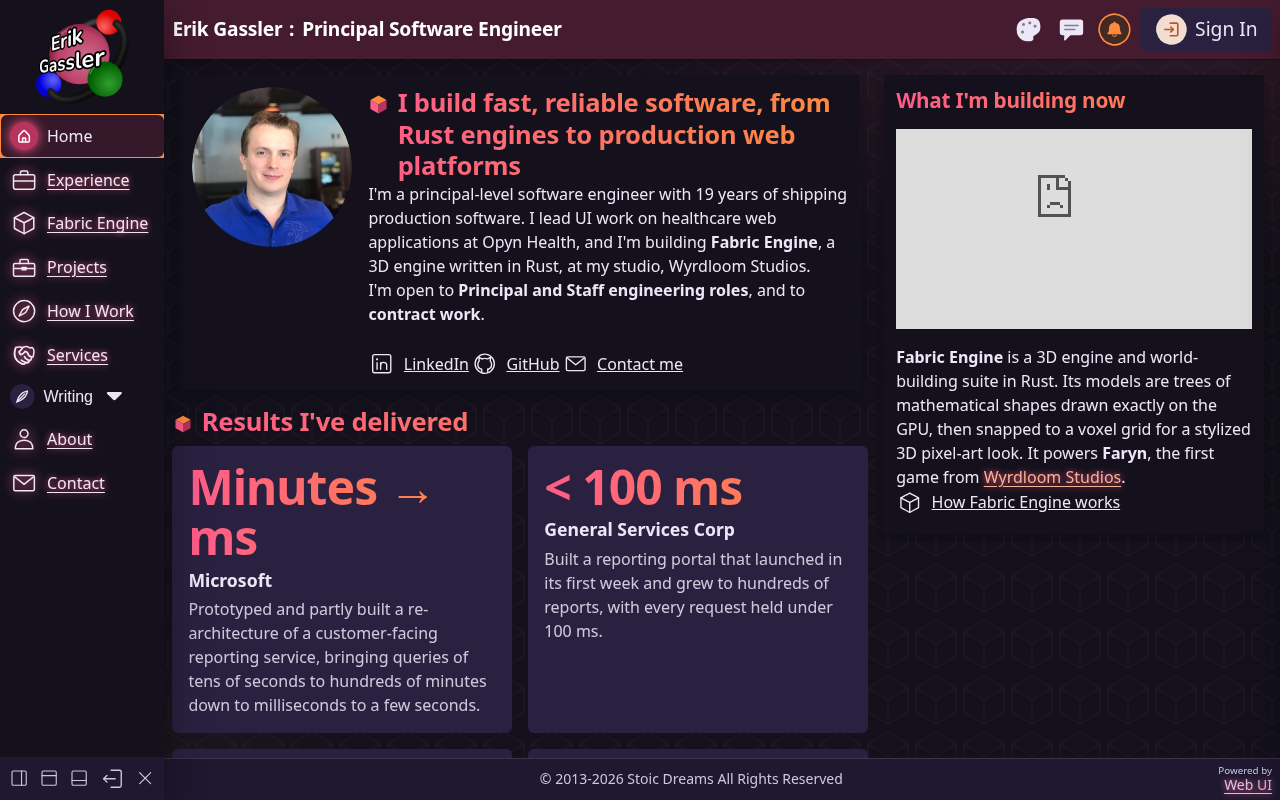 Erik
Gassler
Home
Experience
Fabric Engine
Projects
How I Work
Services
Writing
About
Contact
Erik Gassler : Principal Software Engineer
Sign In
I build fast, reliable software, from
Rust engines to production web
platforms
I'm a principal-level software engineer with 19 years of shipping
production software. I lead UI work on healthcare web
applications at Opyn Health, and I'm building Fabric Engine, a
3D engine written in Rust, at my studio, Wyrdloom Studios.
I'm open to Principal and Staff engineering roles, and to
contract work.
LinkedIn GitHub Contact me
Results I've delivered
Minutes →
ms
Microsoft
Prototyped and partly built a re-
architecture of a customer-facing
reporting service, bringing queries of
tens of seconds to hundreds of minutes
down to milliseconds to a few seconds.
< 100 ms
General Services Corp
Built a reporting portal that launched in
its first week and grew to hundreds of
reports, with every request held under
100 ms.
What I'm building now
Fabric Engine is a 3D engine and world-
building suite in Rust. Its models are trees of
mathematical shapes drawn exactly on the
GPU, then snapped to a voxel grid for a stylized
3D pixel-art look. It powers Faryn, the first
game from Wyrdloom Studios.
How Fabric Engine works
© 2013-2026 Stoic Dreams All Rights Reserved
Powered by
Web UI